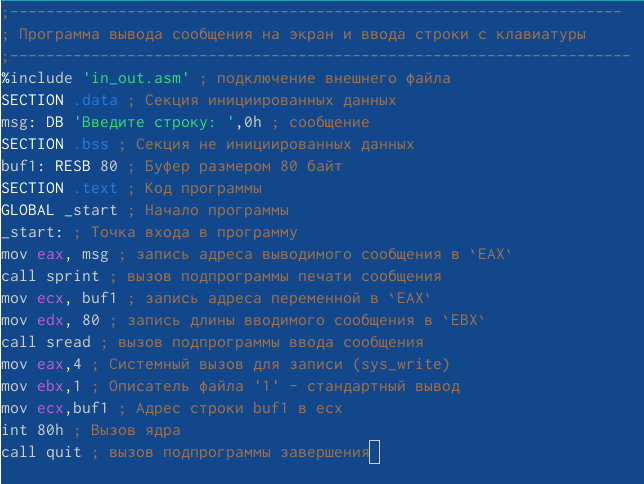 ;--------------------------------------------------------------------
; Программа вывода сообщения на экран и ввода строки с клавиатуры
;---------------------------------------------------------------------
%include 'in_out.asm' ; подключение внешнего файла
SECTION .data ; Секция инициированных данных
msg: DB 'Введите строку: ',0h ; сообщение
SECTION .bss ; Секция не инициированных данных
buf1: RESB 80 ; Буфер размером 80 байт
SECTION .text ; Код программы
GLOBAL _start ; Начало программы
_start: ; Точка входа в программу
mov eax, msg ; запись адреса выводимого сообщения в `EAX`
call sprint ; вызов подпрограммы печати сообщения
mov ecx, buf1 ; запись адреса переменной в `EAX`
mov edx, 80 ; запись длины вводимого сообщения в `EBX`
call sread ; вызов подпрограммы ввода сообщения
mov eax,4 ; Системный вызов для записи (sys_write)
mov ebx,1 ; Описатель файла '1' - стандартный вывод
mov ecx,buf1 ; Адрес строки buf1 в ecx
int 80h ; Вызов ядра
call quit ; вызов подпрограммы завершения